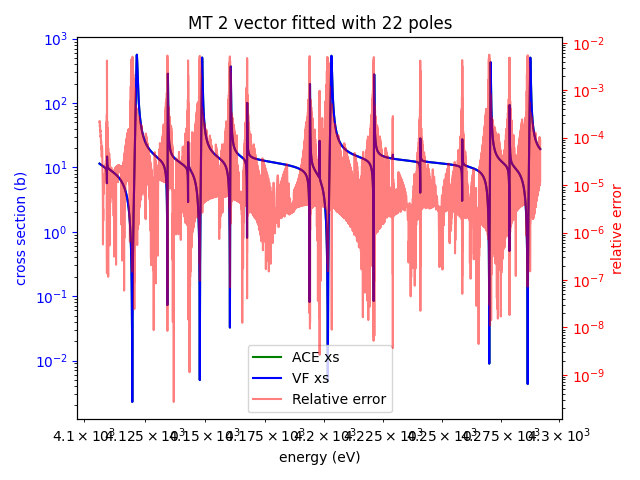 MT 2 vector fitted with 22 poles
10³
10²
10¹
10⁰
10⁻¹
10⁻²
cross section (b)
10⁻²
10⁻³
10⁻⁴
10⁻⁵
10⁻⁶
10⁻⁷
10⁻⁸
10⁻⁹
relative error
ACE xs
VF xs
Relative error
4.1 × 10³ 4.125 × 10³ 4.15 × 10³ 4.175 × 10³ 4.2 × 10³ 4.225 × 10³ 4.25 × 10³ 4.275 × 10³ 4.3 × 10³
energy (eV)